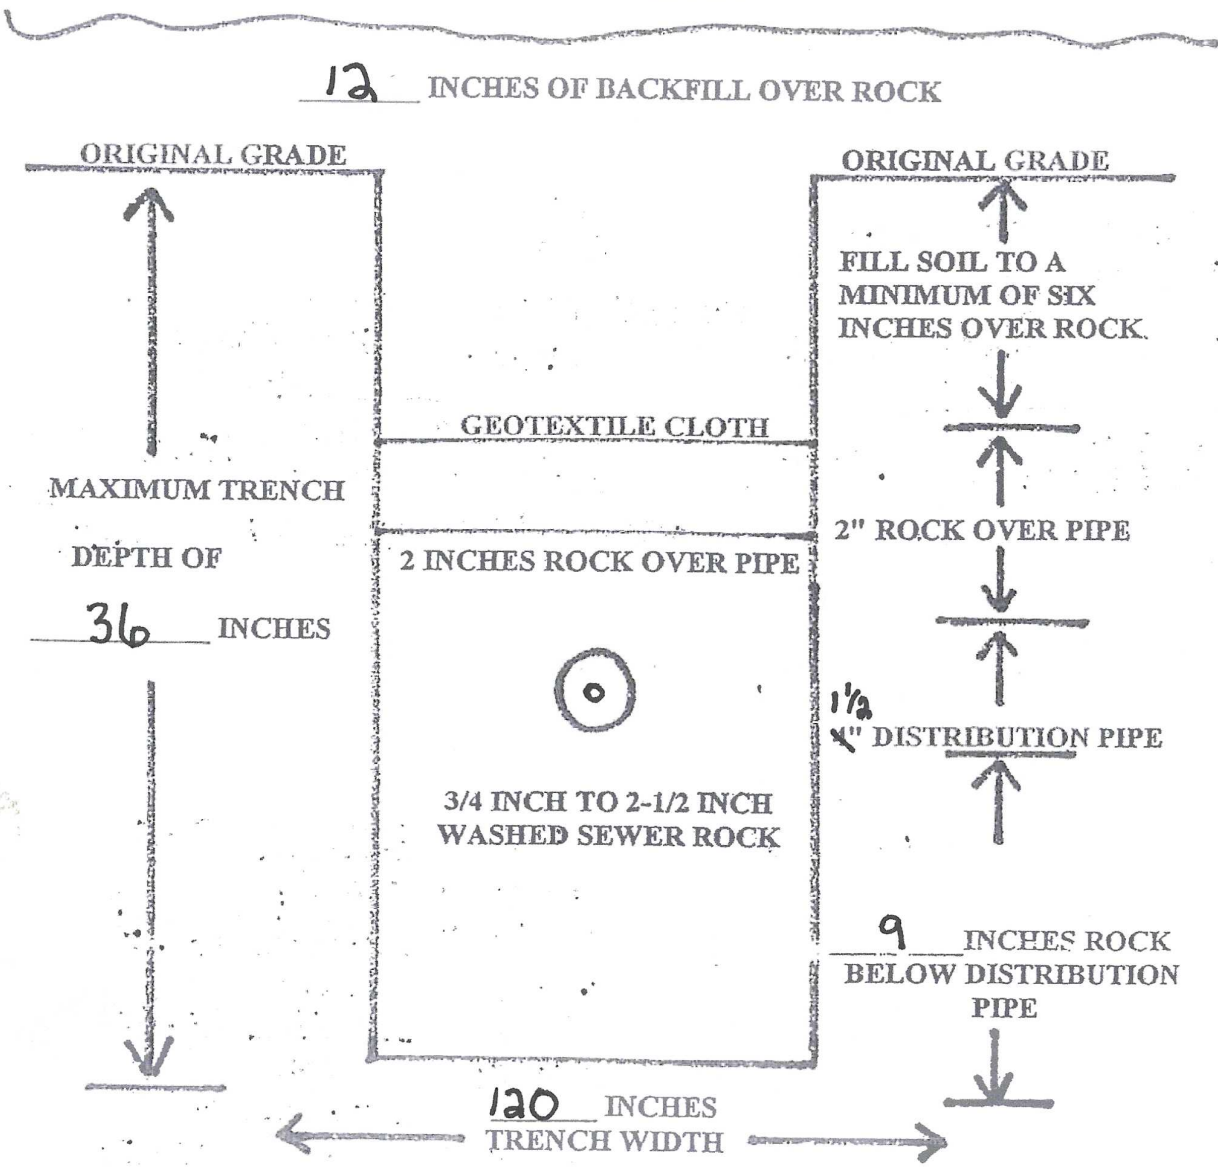 12 INCHES OF BACKFILL OVER ROCK
ORIGINAL GRADE
ORIGINAL GRADE
FILL SOIL TO A
MINIMUM OF SIX
INCHES OVER ROCK.
GEOTEXTILE CLOTH
MAXIMUM TRENCH
DEPTH OF
36 INCHES
2 INCHES ROCK OVER PIPE
2" ROCK OVER PIPE
1 1/2
4" DISTRIBUTION PIPE
3/4 INCH TO 2-1/2 INCH
WASHED SEWER ROCK
9 INCHES ROCK
BELOW DISTRIBUTION
PIPE
120 INCHES
TRENCH WIDTH